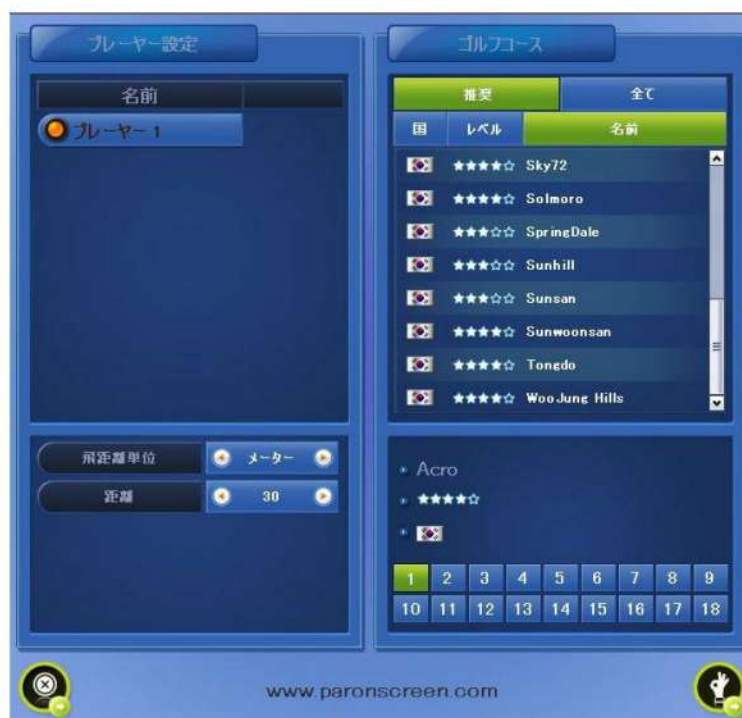 プレーヤー設定
名前
プレーヤー 1
飛距離単位
メーター
距離
30
ゴルフコース
推奨
全て
国
レベル
名前
★★★★☆ Sky72
★★★★☆ Solmoro
★★★☆☆ SpringDale
★★★☆☆ Sunhill
★★★☆☆ Sunsan
★★★★☆ Sunwoonsan
★★★★☆ Tongdo
★★★★☆ WooJung Hills
Acro
★★★★☆
1 2 3 4 5 6 7 8 9
10 11 12 13 14 15 16 17 18
www.paronscreen.com